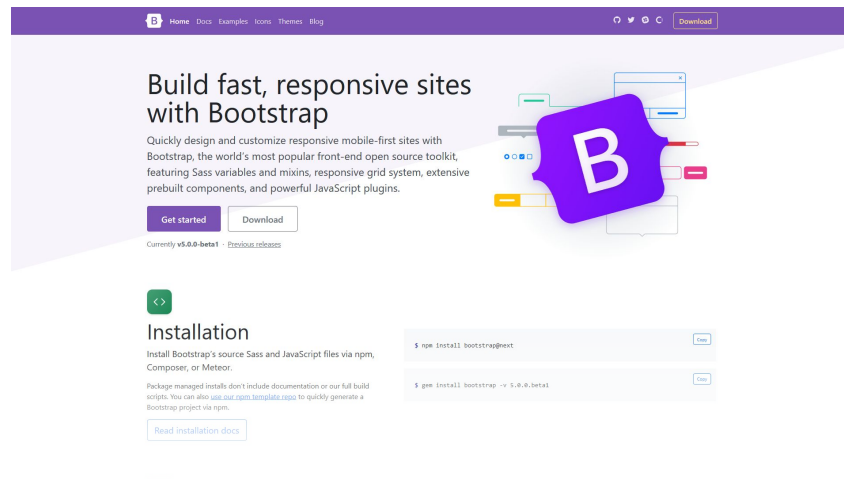 B Home Docs Examples Icons Themes Blog Download
Build fast, responsive sites
with Bootstrap
Quickly design and customize responsive mobile-first sites with
Bootstrap, the world's most popular front-end open source toolkit,
featuring Sass variables and mixins, responsive grid system, extensive
prebuilt components, and powerful JavaScript plugins.
Get started Download
Currently v5.0.0-beta1 · Previous releases
B
Installation
Install Bootstrap's source Sass and JavaScript files via npm,
Composer, or Meteor.
Package managed installs don't include documentation or our full build
scripts. You can also use our npm template repo to quickly generate a
Bootstrap project via npm.
Read installation docs
$ npm install bootstrap@next
Copy
$ gem install bootstrap -v 5.0.0.beta1
Copy